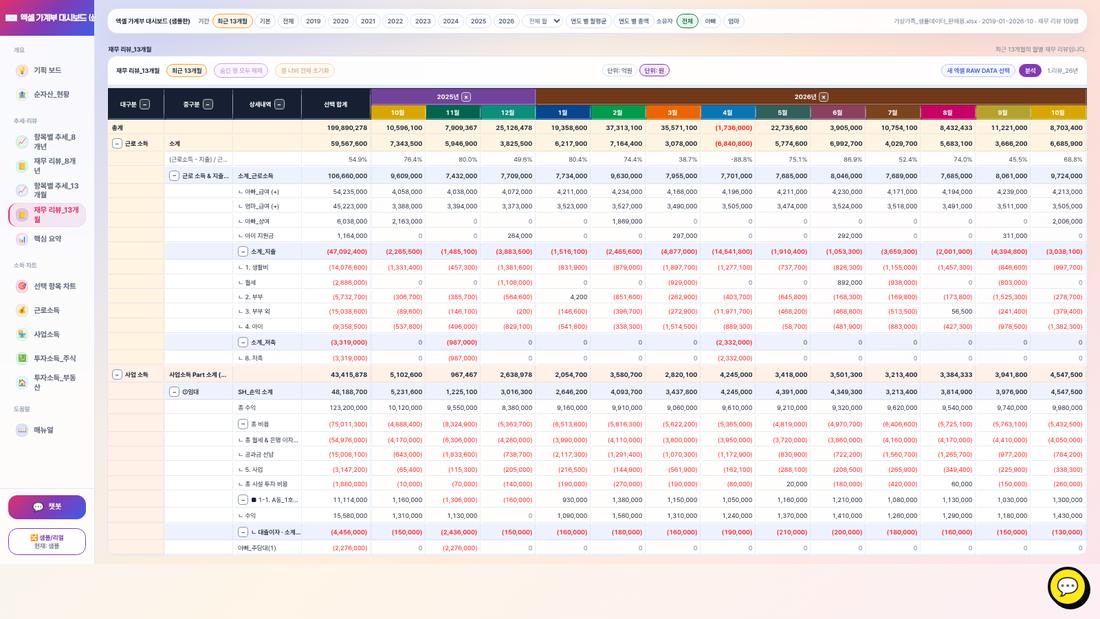 엑셀 가계부 대시보드 (샘플판) 기간 최근 13개월 기본 전체 2019 2020 2021 2022 2023 2024 2025 2026 전체 월 연도 별 월평균 연도 별 총액 소유자 전체 아빠 엄마
개요
기획 보드
순자산_현황
추세·리뷰
항목별 추세_8개년
재무 리뷰_8개년
항목별 추세_13개월
재무 리뷰_13개월
핵심 요약
소득 차트
선택 항목 차트
근로소득
사업소득
투자소득_주식
투자소득_부동산
도움말
매뉴얼
챗봇
샘플/리얼
현재: 샘플
재무 리뷰_13개월 최근 13개월의 월별 재무 리뷰입니다.
재무 리뷰_13개월 최근 13개월 숨긴 행 모두 해제 열 너비 전체 초기화 단위: 억원 단위: 원 새 엑셀 RAW DATA 선택 분석 1.리뷰_26년
대구분 중구분 상세내역 선택 합계 2025년 2026년
10월 11월 12월 1월 2월 3월 4월 5월 6월 7월 8월 9월 10월
총계 199,890,278 10,596,100 7,909,367 25,126,478 19,358,600 37,313,100 35,571,100 (1,736,000) 22,735,600 3,905,000 10,754,100 8,432,433 11,221,000 8,703,400
근로 소득 소계 59,567,600 7,343,500 5,946,900 3,825,500 6,217,900 7,164,400 3,078,000 (6,840,800) 5,774,600 6,992,700 4,029,700 5,683,100 3,666,200 6,685,900
(근로소득 - 지출) / 근... 54.9% 76.4% 80.0% 49.6% 80.4% 74.4% 38.7% -88.8% 75.1% 86.9% 52.4% 74.0% 45.5% 68.8%
근로 소득 & 지출... 소계_근로소득 106,660,000 9,609,000 7,432,000 7,709,000 7,734,000 9,630,000 7,955,000 7,701,000 7,685,000 8,046,000 7,689,000 7,685,000 8,061,000 9,724,000
ㄴ 아빠_급여 (+) 54,235,000 4,058,000 4,048,000 4,072,000 4,211,000 4,234,000 4,168,000 4,196,000 4,211,000 4,230,000 4,171,000 4,194,000 4,239,000 4,213,000
ㄴ 엄마_급여 (+) 45,223,000 3,388,000 3,394,000 3,373,000 3,523,000 3,527,000 3,490,000 3,505,000 3,474,000 3,524,000 3,518,000 3,491,000 3,511,000 3,505,000
ㄴ 아빠_상여 6,038,000 2,163,000 0 0 0 1,869,000 0 0 0 0 0 0 0 2,006,000
ㄴ 아이 지원금 1,164,000 0 0 264,000 0 0 297,000 0 0 292,000 0 0 311,000 0
소계_지출 (47,092,400) (2,265,500) (1,485,100) (3,883,500) (1,516,100) (2,465,600) (4,877,000) (14,541,800) (1,910,400) (1,053,300) (3,659,300) (2,001,900) (4,394,800) (3,038,100)
ㄴ 1. 생활비 (14,076,600) (1,331,400) (457,300) (1,381,600) (831,900) (879,000) (1,897,700) (1,277,100) (737,700) (826,300) (1,155,000) (1,457,300) (846,600) (997,700)
ㄴ 월세 (2,886,000) 0 0 (1,108,000) 0 0 (929,000) 0 0 892,000 (938,000) 0 (803,000) 0
ㄴ 2. 부부 (5,732,700) (306,700) (385,700) (564,600) 4,200 (851,600) (262,900) (403,700) (645,800) (168,300) (169,800) (173,800) (1,525,300) (278,700)
ㄴ 3. 부부 외 (15,038,600) (89,600) (146,100) (200) (146,600) (396,700) (272,900) (11,971,700) (468,200) (468,600) (513,500) 56,500 (241,400) (379,400)
ㄴ 4. 아이 (9,358,500) (537,800) (496,000) (829,100) (541,800) (338,300) (1,514,500) (889,300) (58,700) (481,900) (883,000) (427,300) (978,500) (1,382,300)
소계_저축 (3,319,000) 0 (987,000) 0 0 0 0 (2,332,000) 0 0 0 0 0 0
ㄴ 8. 저축 (3,319,000) 0 (987,000) 0 0 0 0 (2,332,000) 0 0 0 0 0 0
사업 소득 사업소득 Part 소계 (... 43,415,878 5,102,600 967,467 2,638,978 2,054,700 3,580,700 2,820,100 4,245,000 3,418,000 3,501,300 3,213,400 3,384,333 3,941,800 4,547,500
⊙임대 SH_손익 소계 48,188,700 5,231,600 1,225,100 3,016,300 2,646,200 4,093,700 3,437,800 4,245,000 4,391,000 4,349,300 3,213,400 3,814,900 3,976,900 4,547,500
총 수익 123,200,000 10,120,000 9,550,000 8,380,000 9,160,000 9,910,000 9,060,000 9,610,000 9,210,000 9,320,000 9,620,000 9,540,000 9,740,000 9,980,000
총 비용 (75,011,300) (4,888,400) (8,324,900) (5,363,700) (6,513,800) (5,816,300) (5,622,200) (5,365,000) (4,819,000) (4,970,700) (6,406,600) (5,725,100) (5,763,100) (5,432,500)
ㄴ 총 월세 & 은행 이자... (54,976,000) (4,170,000) (6,306,000) (4,280,000) (3,990,000) (4,110,000) (3,800,000) (3,950,000) (3,720,000) (3,860,000) (4,160,000) (4,170,000) (4,410,000) (4,050,000)
ㄴ 공과금 선납 (15,008,100) (643,000) (1,833,600) (738,700) (2,117,300) (1,291,400) (1,070,300) (1,172,900) (830,900) (722,200) (1,560,700) (1,265,700) (977,200) (784,200)
ㄴ 5. 사업 (3,147,200) (65,400) (115,300) (205,000) (216,500) (144,900) (561,900) (162,100) (288,100) (208,500) (265,900) (349,400) (225,900) (338,300)
ㄴ 총 시설 투자 비용 (1,880,000) (10,000) (70,000) (140,000) (190,000) (270,000) (190,000) (80,000) 20,000 (180,000) (420,000) 60,000 (150,000) (260,000)
■ 1-1. A동_1호... 11,114,000 1,160,000 (1,306,000) (160,000) 930,000 1,380,000 1,150,000 1,050,000 1,160,000 1,210,000 1,080,000 1,130,000 1,030,000 1,300,000
ㄴ 수익 15,580,000 1,310,000 1,130,000 0 1,090,000 1,560,000 1,310,000 1,240,000 1,370,000 1,410,000 1,260,000 1,290,000 1,180,000 1,430,000
ㄴ 대출이자 · 소계... (4,456,000) (150,000) (2,436,000) (150,000) (160,000) (180,000) (160,000) (190,000) (210,000) (200,000) (180,000) (160,000) (150,000) (130,000)
아빠_주담대(1) (2,276,000) 0 (2,276,000) 0 0 0 0 0 0 0 0 0 0 0